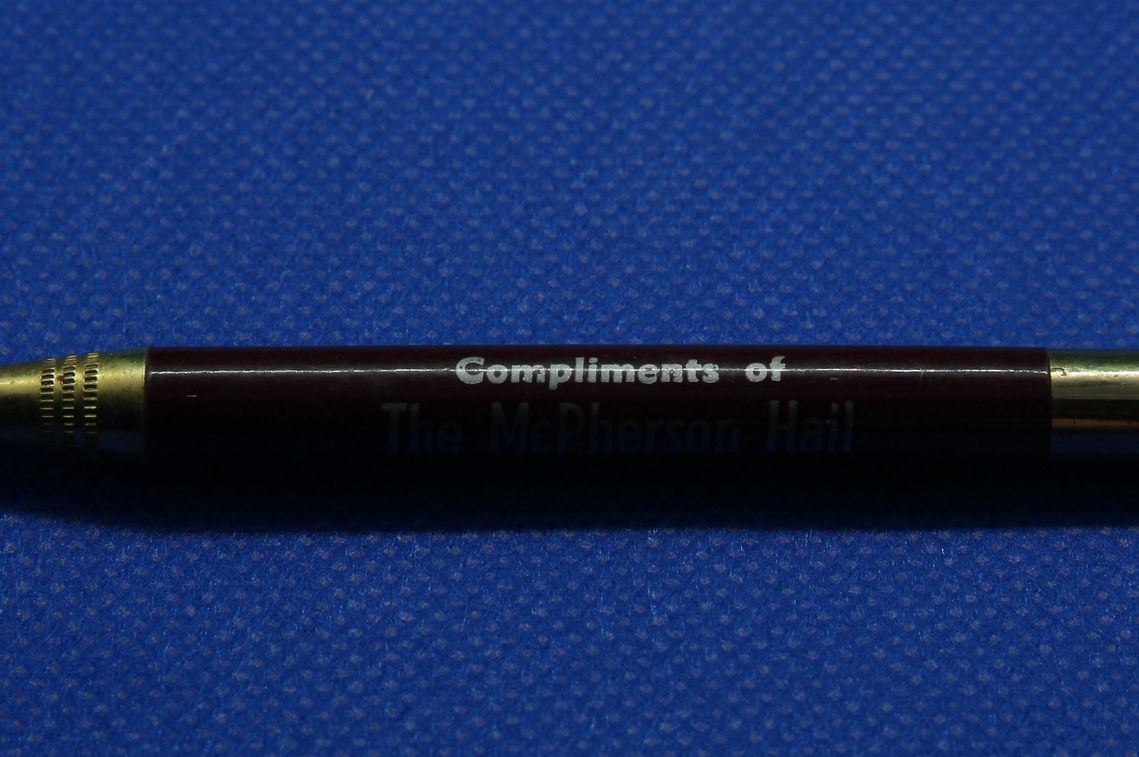 Compliments of
The McPherson Hail